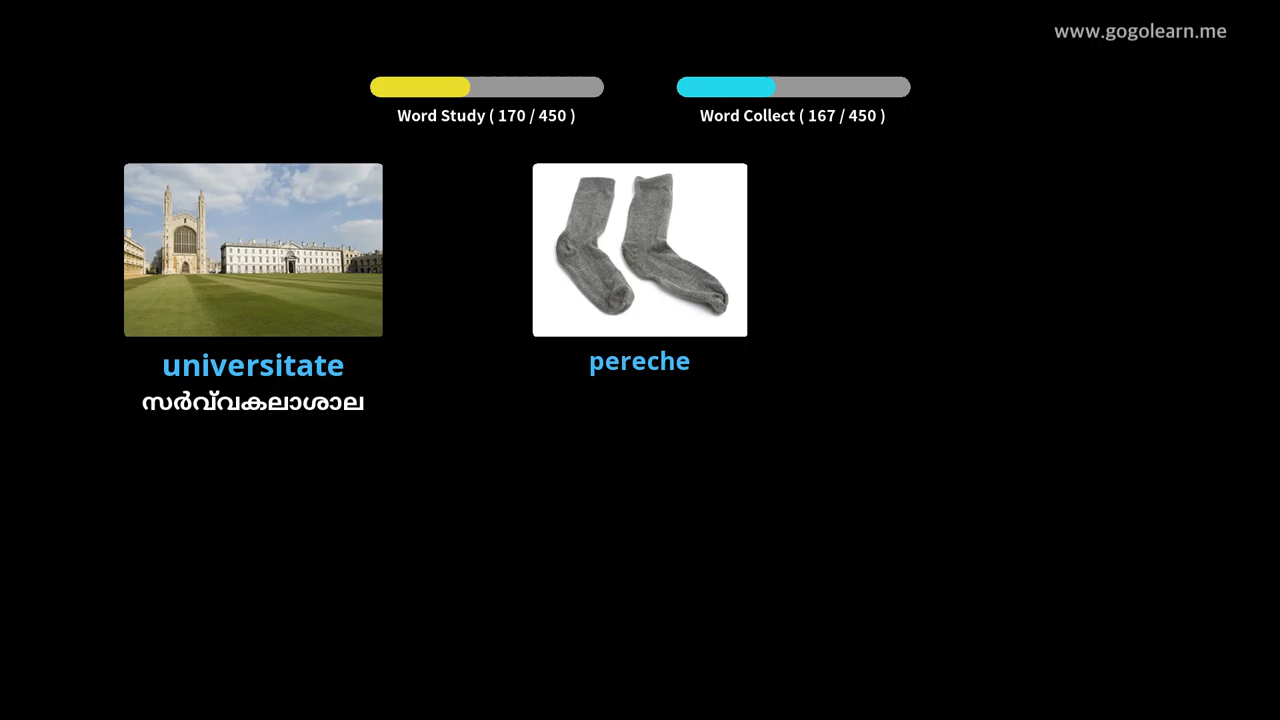 www.gogolearn.me
Word Study ( 170 / 450 )
Word Collect ( 167 / 450 )
universitate
pereche
സർവ്വകലാശാല